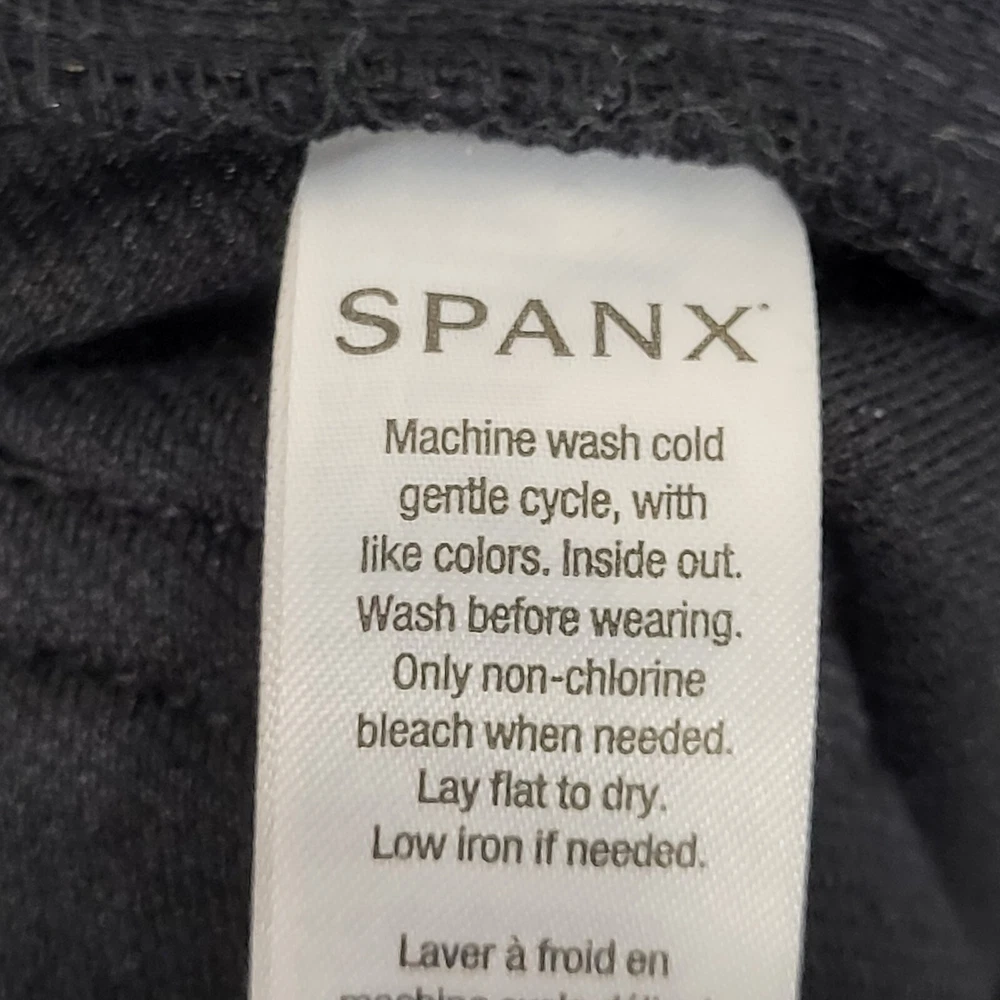 SPANX
Machine wash cold
gentle cycle, with
like colors. Inside out.
Wash before wearing.
Only non-chlorine
bleach when needed.
Lay flat to dry.
Low iron if needed.
Laver à froid en